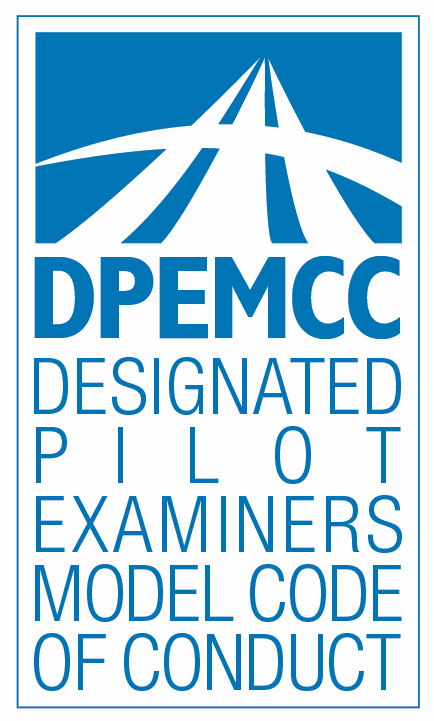 DPEMCC
DESIGNATED
PILOT
EXAMINERS
MODEL CODE
OF CONDUCT